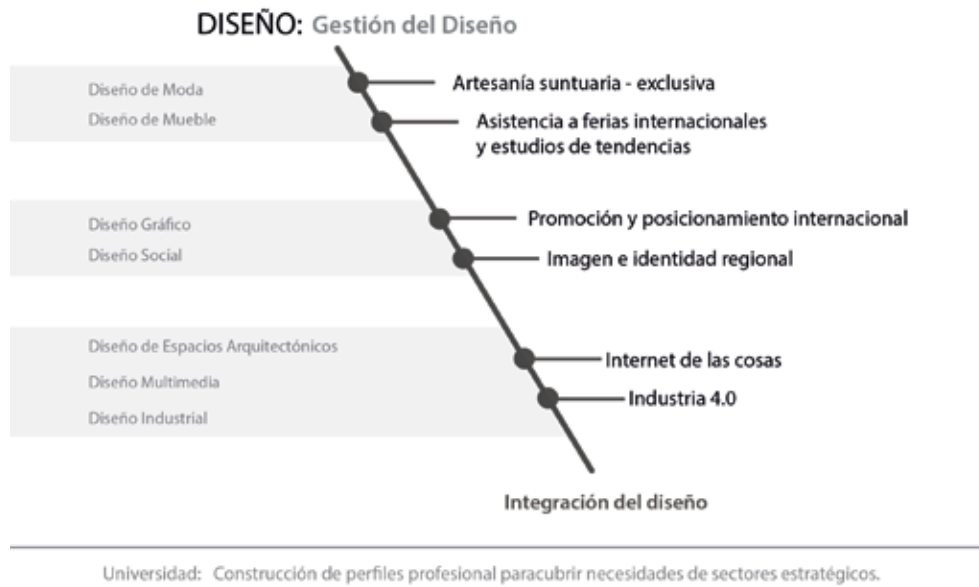 DISEÑO: Gestión del Diseño
Diseño de Moda
Diseño de Mueble
Artesanía suntuaria - exclusiva
Asistencia a ferias internacionales
y estudios de tendencias
Diseño Gráfico
Diseño Social
Promoción y posicionamiento internacional
Imagen e identidad regional
Diseño de Espacios Arquitectónicos
Diseño Multimedia
Diseño Industrial
Internet de las cosas
Industria 4.0
Integración del diseño
Universidad: Construcción de perfiles profesional paracubrir necesidades de sectores estratégicos.